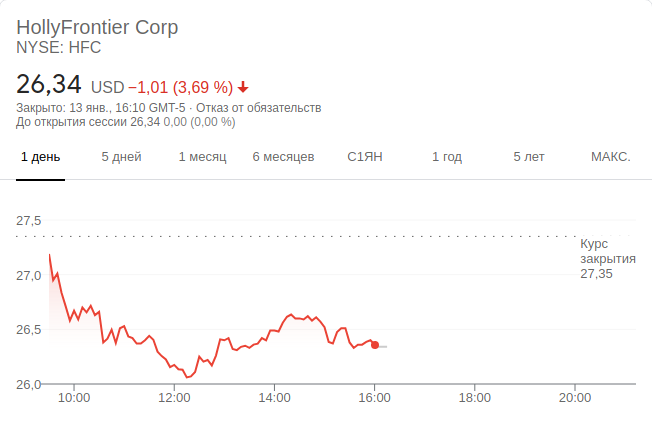 HollyFrontier Corp
NYSE: HFC
26,34 USD −1,01 (3,69 %)
Закрыто: 13 янв., 16:10 GMT-5 · Отказ от обязательств
До открытия сессии 26,34 0,00 (0,00 %)
1 день 5 дней 1 месяц 6 месяцев С1ЯН 1 год 5 лет МАКС.
27,5
Курс
закрытия
27,35
27,0
26,5
26,0
10:00 12:00 14:00 16:00 18:00 20:00